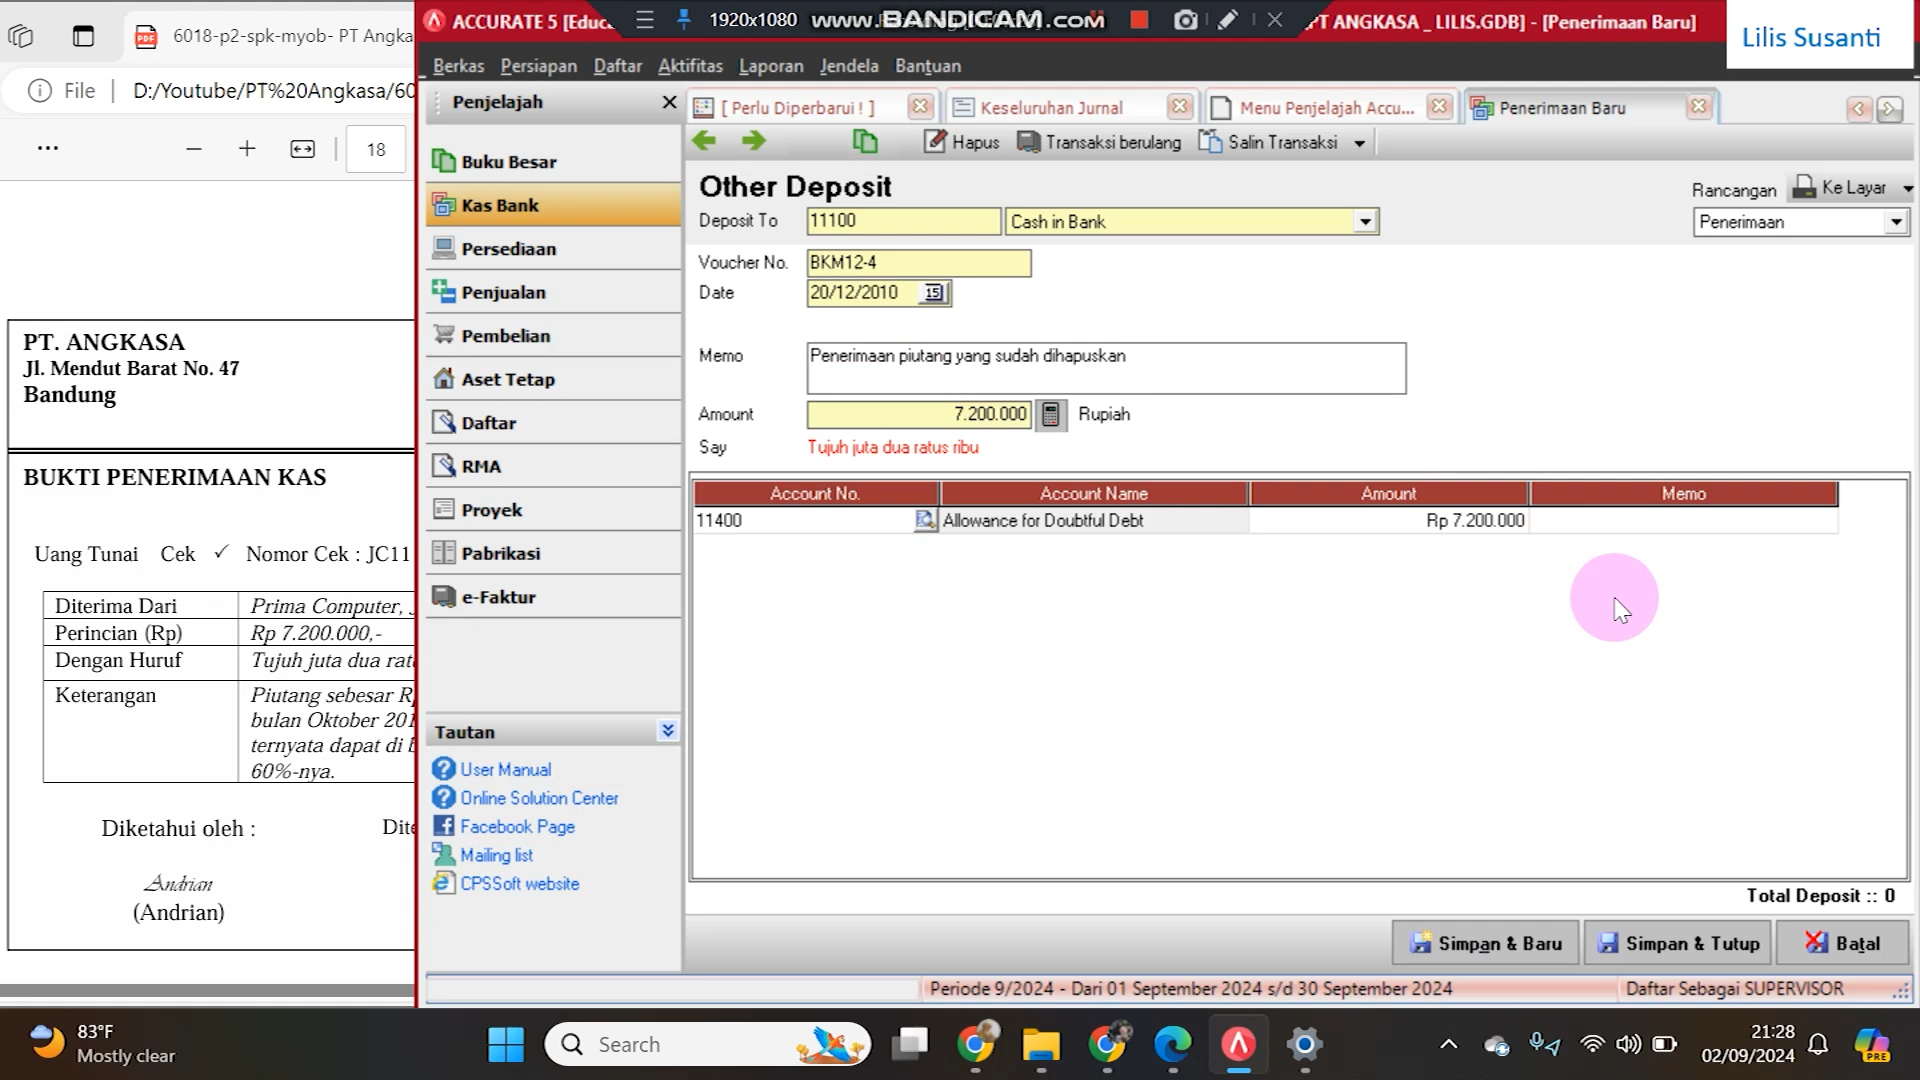 6018-p2-spk-myob- PT Angka
File
D:/Youtube/PT%20Angkasa/60
18
PT. ANGKASA
Jl. Mendut Barat No. 47
Bandung
BUKTI PENERIMAAN KAS
Uang Tunai Cek ✓ Nomor Cek : JC11
Diterima Dari Prima Computer,
Perincian (Rp) Rp 7.200.000,-
Dengan Huruf Tujuh juta dua rat
Keterangan Piutang sebesar R
bulan Oktober 201
ternyata dapat di
60%-nya.
Diketahui oleh : Dite
Andrian
(Andrian)
ACCURATE 5 [Educ
1920x1080
www.BANDICAM.com
PT ANGKASA _ LILIS.GDB] - [Penerimaan Baru]
Lilis Susanti
Berkas Persiapan Daftar Aktifitas Laporan Jendela Bantuan
Penjelajah
[ Perlu Diperbarui ! ]
Keseluruhan Jurnal
Menu Penjelajah Accu...
Penerimaan Baru
Hapus
Transaksi berulang
Salin Transaksi
Buku Besar
Kas Bank
Persediaan
Penjualan
Pembelian
Aset Tetap
Daftar
RMA
Proyek
Pabrikasi
e-Faktur
Tautan
User Manual
Online Solution Center
Facebook Page
Mailing list
CPSSoft website
Other Deposit
Rancangan
Ke Layar
Penerimaan
Deposit To 11100 Cash in Bank
Voucher No. BKM12-4
Date 20/12/2010 15
Memo Penerimaan piutang yang sudah dihapuskan
Amount 7.200.000 Rupiah
Say Tujuh juta dua ratus ribu
Account No. Account Name Amount Memo
11400 Allowance for Doubtful Debt Rp 7.200.000
Total Deposit :: 0
Simpan & Baru
Simpan & Tutup
Batal
Periode 9/2024 - Dari 01 September 2024 s/d 30 September 2024
Daftar Sebagai SUPERVISOR
83°F
Mostly clear
Search
21:28
02/09/2024
PRE